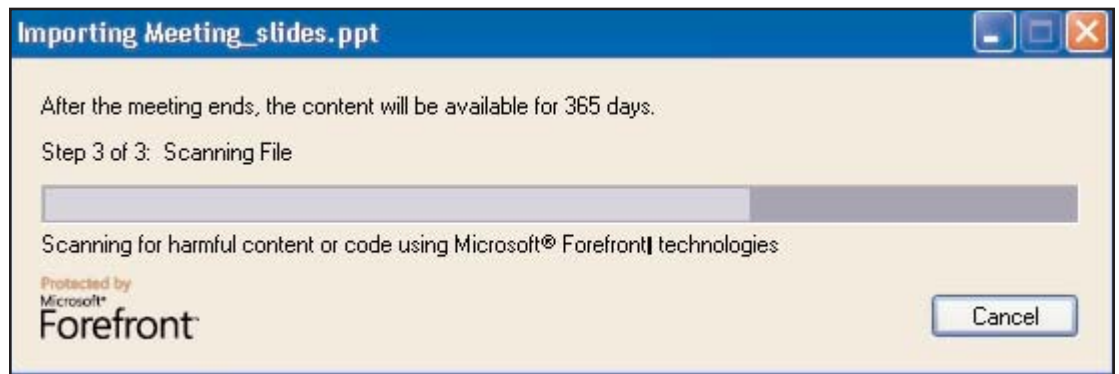 Importing Meeting_slides.ppt
After the meeting ends, the content will be available for 365 days.
Step 3 of 3: Scanning File
Scanning for harmful content or code using Microsoft® Forefront technologies
Protected by
Microsoft®
Forefront™
Cancel